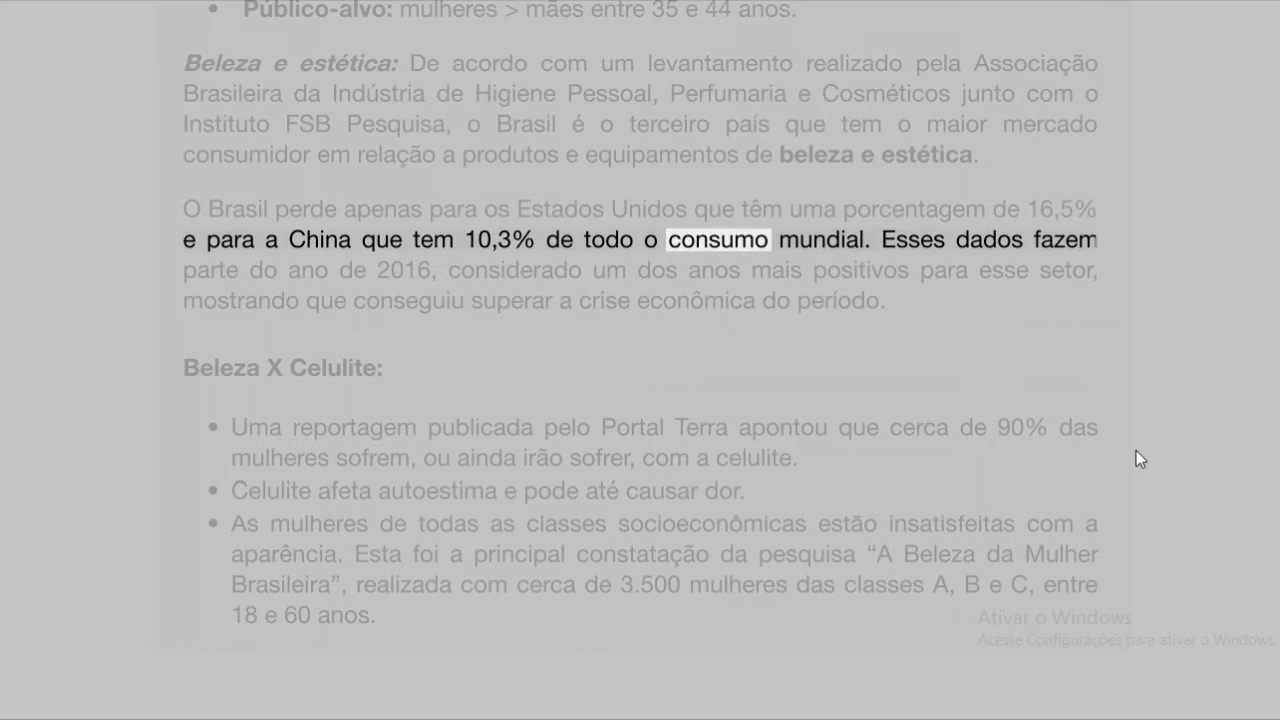 • Público-alvo: mulheres > mães entre 35 e 44 anos.
Beleza e estética: De acordo com um levantamento realizado pela Associação
Brasileira da Indústria de Higiene Pessoal, Perfumaria e Cosméticos junto com o
Instituto FSB Pesquisa, o Brasil é o terceiro país que tem o maior mercado
consumidor em relação a produtos e equipamentos de beleza e estética.
O Brasil perde apenas para os Estados Unidos que têm uma porcentagem de 16,5%
e para a China que tem 10,3% de todo o consumo mundial. Esses dados fazem
parte do ano de 2016, considerado um dos anos mais positivos para esse setor,
mostrando que conseguiu superar a crise econômica do período.
Beleza X Celulite:
• Uma reportagem publicada pelo Portal Terra apontou que cerca de 90% das
mulheres sofrem, ou ainda irão sofrer, com a celulite.
• Celulite afeta autoestima e pode até causar dor.
• As mulheres de todas as classes socioeconômicas estão insatisfeitas com a
aparência. Esta foi a principal constatação da pesquisa “A Beleza da Mulher
Brasileira”, realizada com cerca de 3.500 mulheres das classes A, B e C, entre
18 e 60 anos.
Ativar o Windows
Acesse Configurações para ativar o Windows.